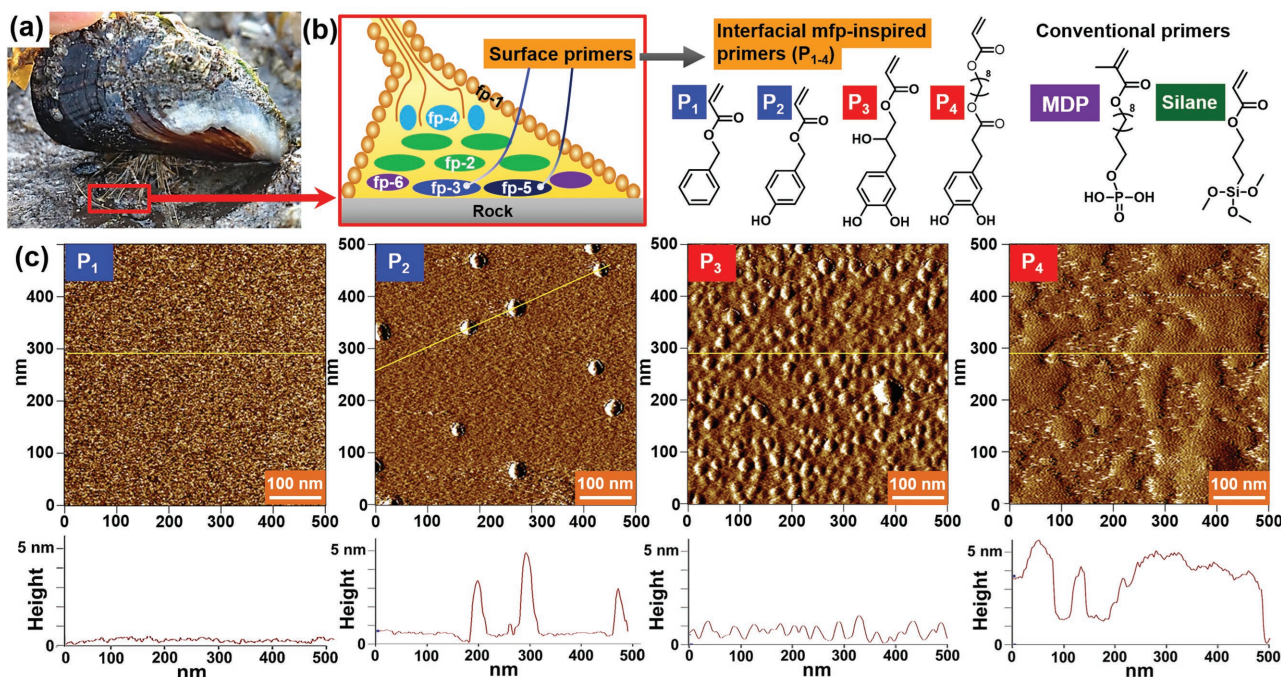 (a)
(b)
Surface primers
fp-1
fp-4
fp-2
fp-6
fp-3
fp-5
Rock
Interfacial mfp-inspired
primers (P1-4)
Conventional primers
P1
O
O
P2
O
O
HO
P3
O
O
HO
HO
OH
P4
O
O
8
O
O
HO
OH
MDP
O
O
8
O
HO-P-OH
O
Silane
O
O
O-Si-O
O
(c)
P1
500
400
300
200
100
0
nm
100 nm
0 100 200 300 400 500
5 nm
Height
0
0 100 200 300 400 500
nm
P2
500
400
300
200
100
0
nm
100 nm
0 100 200 300 400 500
5 nm
Height
0
0 100 200 300 400 500
nm
P3
500
400
300
200
100
0
nm
100 nm
0 100 200 300 400 500
5 nm
Height
0
0 100 200 300 400 500
nm
P4
500
400
300
200
100
0
nm
100 nm
0 100 200 300 400 500
5 nm
Height
0
0 100 200 300 400 500
nm